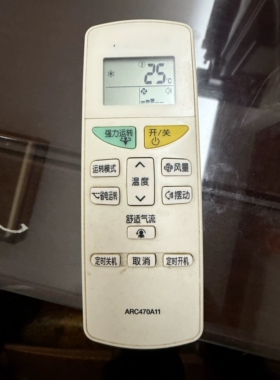 25°C
强力运转
开/关
运转模式
风量
温度
省电运转
摆动
舒适气流
定时关机
取消
定时开机
ARC470A11